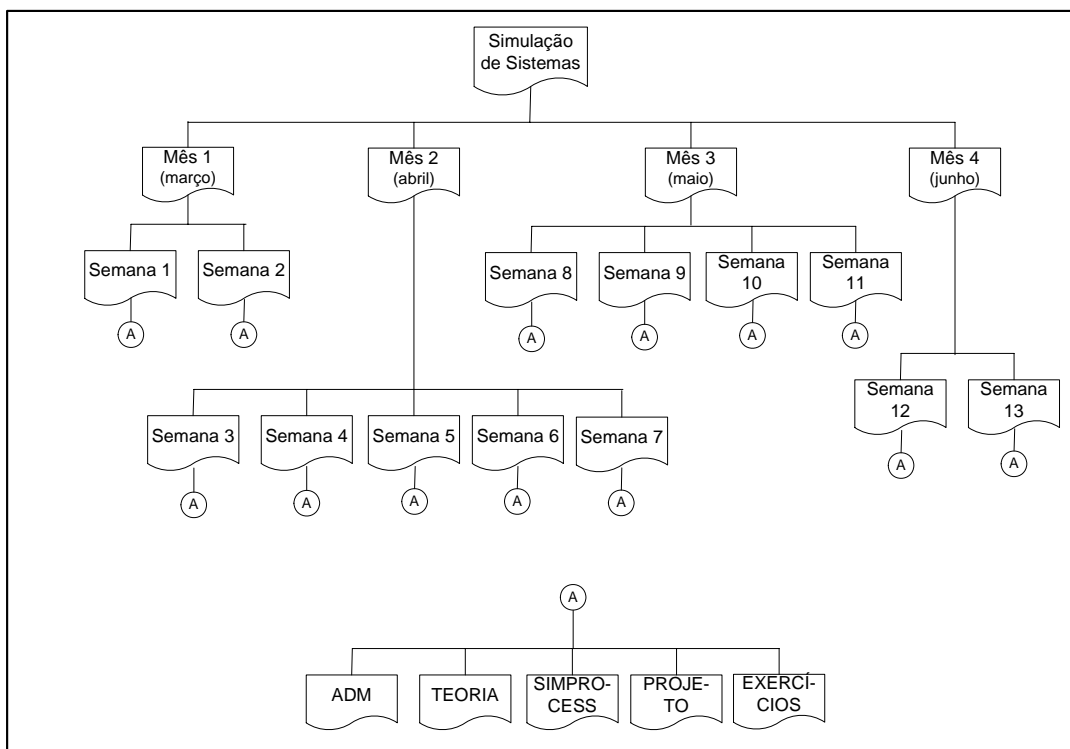 Simulação
de Sistemas
Mês 1
(março)
Mês 2
(abril)
Mês 3
(maio)
Mês 4
(junho)
Semana 1
Semana 2
Semana 8
Semana 9
Semana
10
Semana
11
A
A
A
A
A
A
Semana
12
Semana
13
Semana 3
Semana 4
Semana 5
Semana 6
Semana 7
A
A
A
A
A
A
A
A
ADM
TEORIA
SIMPRO-
CESS
PROJE-
TO
EXERCÍ-
CIOS